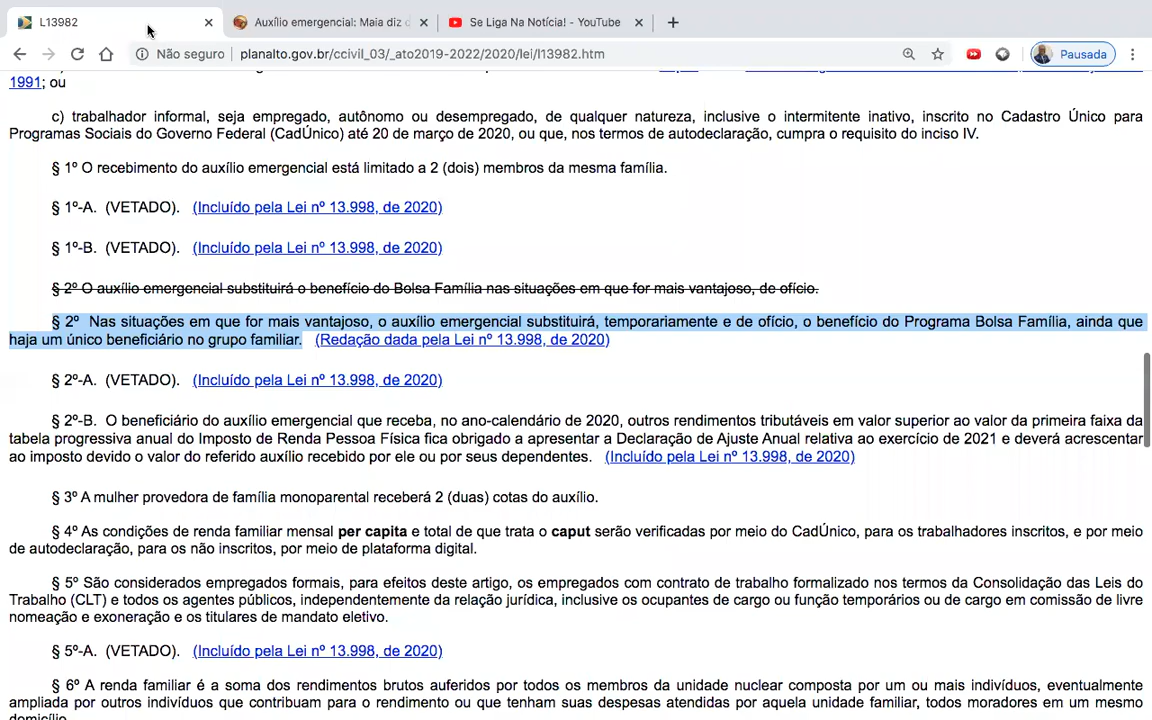 L13982
Auxílio emergencial: Maia diz
Se Liga Na Notícia! - YouTube
Não seguro
planalto.gov.br/ccivil_03/_ato2019-2022/2020/lei/l13982.htm
Pausada
1991; ou
c) trabalhador informal, seja empregado, autônomo ou desempregado, de qualquer natureza, inclusive o intermitente inativo, inscrito no Cadastro Único para
Programas Sociais do Governo Federal (CadÚnico) até 20 de março de 2020, ou que, nos termos de autodeclaração, cumpra o requisito do inciso IV.
§ 1º O recebimento do auxílio emergencial está limitado a 2 (dois) membros da mesma família.
§ 1º-A. (VETADO). (Incluído pela Lei nº 13.998, de 2020)
§ 1º-B. (VETADO). (Incluído pela Lei nº 13.998, de 2020)
§ 2º O auxílio emergencial substituirá o benefício do Bolsa Família nas situações em que for mais vantajoso, de ofício.
§ 2º Nas situações em que for mais vantajoso, o auxílio emergencial substituirá, temporariamente e de ofício, o benefício do Programa Bolsa Família, ainda que
haja um único beneficiário no grupo familiar. (Redação dada pela Lei nº 13.998, de 2020)
§ 2º-A. (VETADO). (Incluído pela Lei nº 13.998, de 2020)
§ 2º-B. O beneficiário do auxílio emergencial que receba, no ano-calendário de 2020, outros rendimentos tributáveis em valor superior ao valor da primeira faixa da
tabela progressiva anual do Imposto de Renda Pessoa Física fica obrigado a apresentar a Declaração de Ajuste Anual relativa ao exercício de 2021 e deverá acrescentar
ao imposto devido o valor do referido auxílio recebido por ele ou por seus dependentes. (Incluído pela Lei nº 13.998, de 2020)
§ 3º A mulher provedora de família monoparental receberá 2 (duas) cotas do auxílio.
§ 4º As condições de renda familiar mensal per capita e total de que trata o caput serão verificadas por meio do CadÚnico, para os trabalhadores inscritos, e por meio
de autodeclaração, para os não inscritos, por meio de plataforma digital.
§ 5º São considerados empregados formais, para efeitos deste artigo, os empregados com contrato de trabalho formalizado nos termos da Consolidação das Leis do
Trabalho (CLT) e todos os agentes públicos, independentemente da relação jurídica, inclusive os ocupantes de cargo ou função temporários ou de cargo em comissão de livre
nomeação e exoneração e os titulares de mandato eletivo.
§ 5º-A. (VETADO). (Incluído pela Lei nº 13.998, de 2020)
§ 6º A renda familiar é a soma dos rendimentos brutos auferidos por todos os membros da unidade nuclear composta por um ou mais indivíduos, eventualmente
ampliada por outros indivíduos que contribuam para o rendimento ou que tenham suas despesas atendidas por aquela unidade familiar, todos moradores em um mesmo
domicílio.